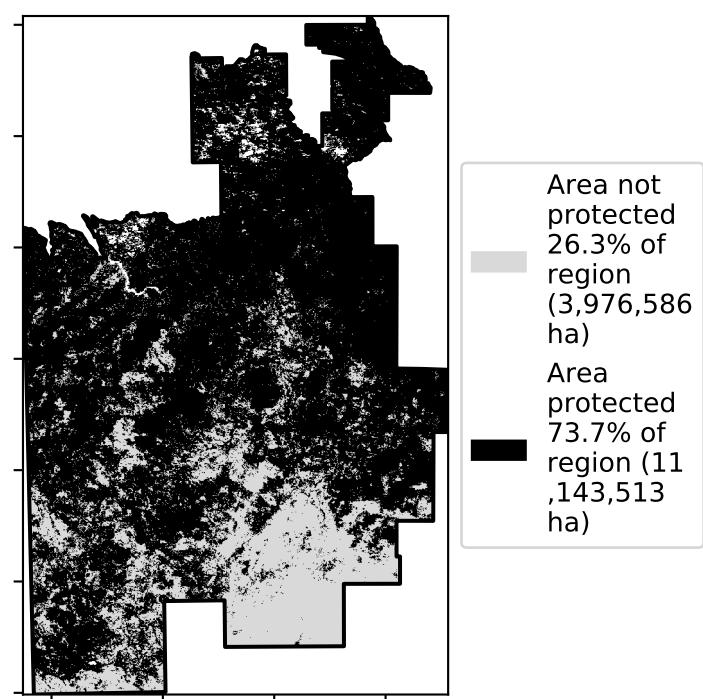 Area not
protected
26.3% of
region
(3,976,586
ha)
Area
protected
73.7% of
region (11
,143,513
ha)